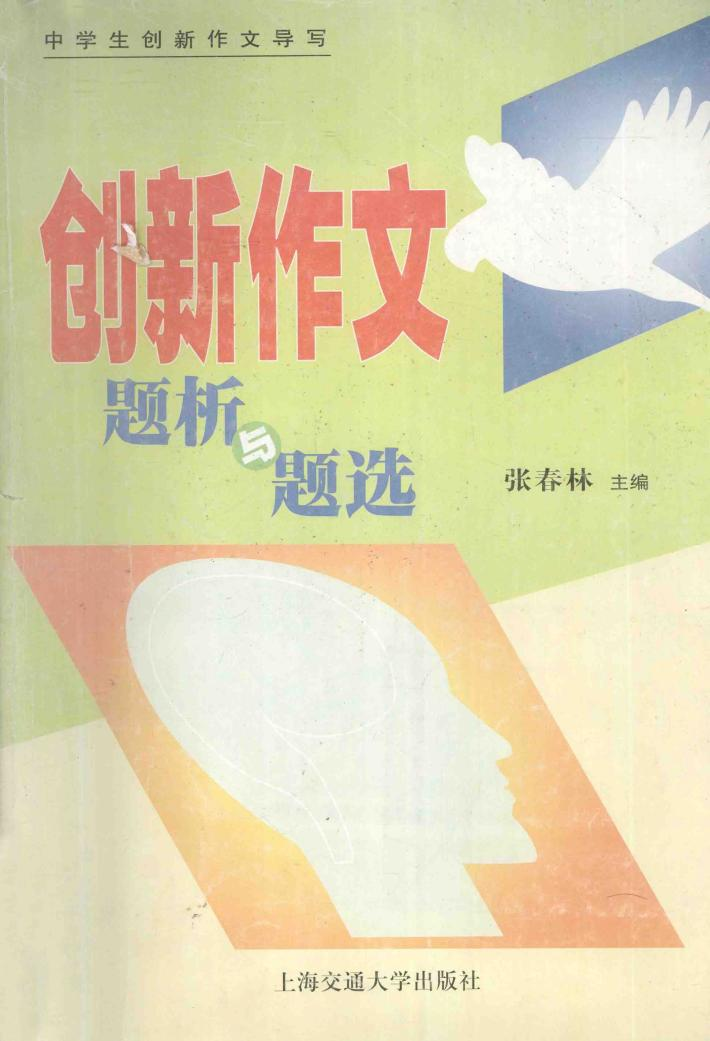 中学生创新作文导写
创新作文
题析与题选
张春林 主编
上海交通大学出版社